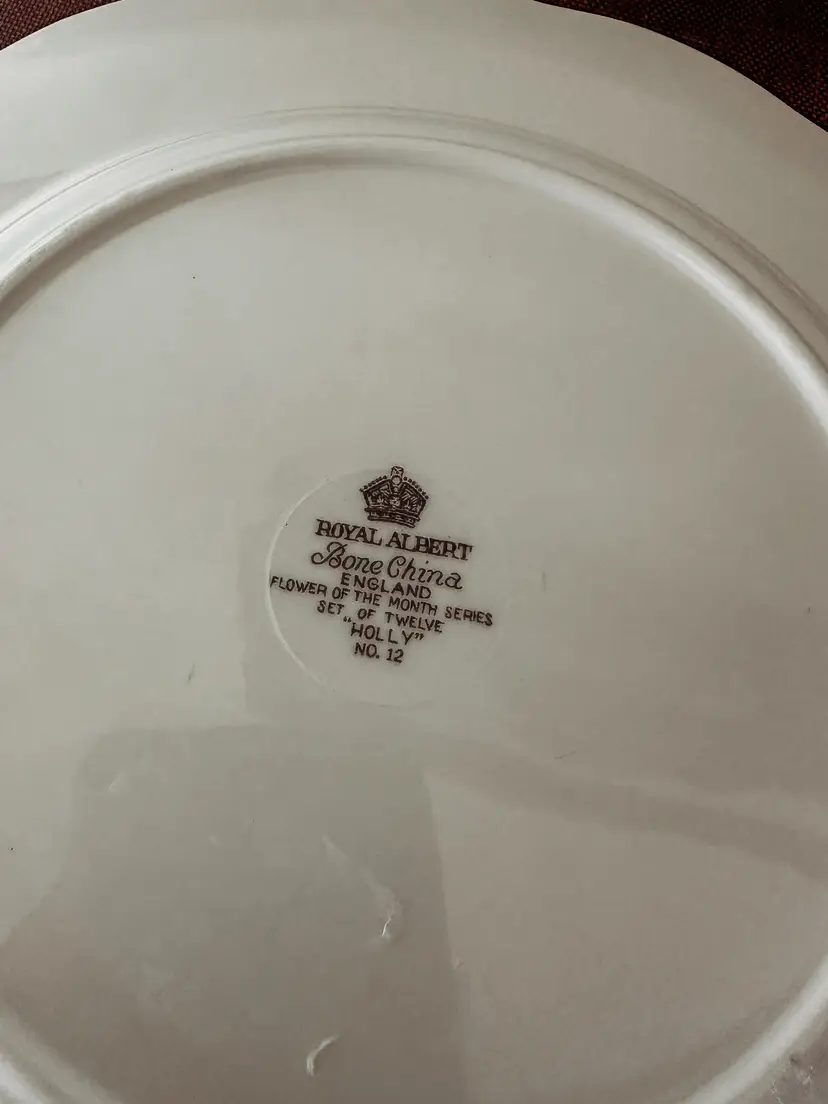 ROYAL ALBERT
Bone China
ENGLAND
FLOWER OF THE MONTH SERIES
SET OF TWELVE
"HOLLY"
NO. 12